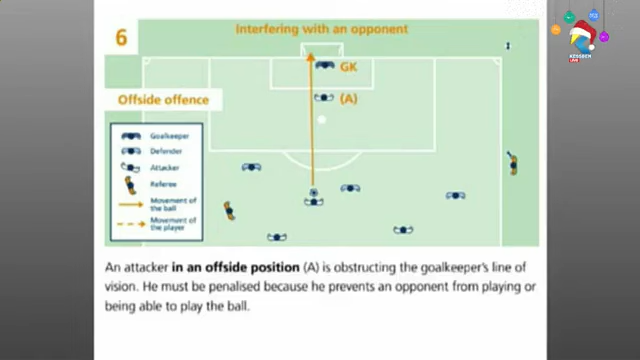 6
Interfering with an opponent
GK
Offside offence
(A)
Goalkeeper
Defender
Attacker
Referee
Movement of
the ball
Movement of
the player
An attacker in an offside position (A) is obstructing the goalkeeper's line of
vision. He must be penalised because he prevents an opponent from playing or
being able to play the ball.
KESSBEN